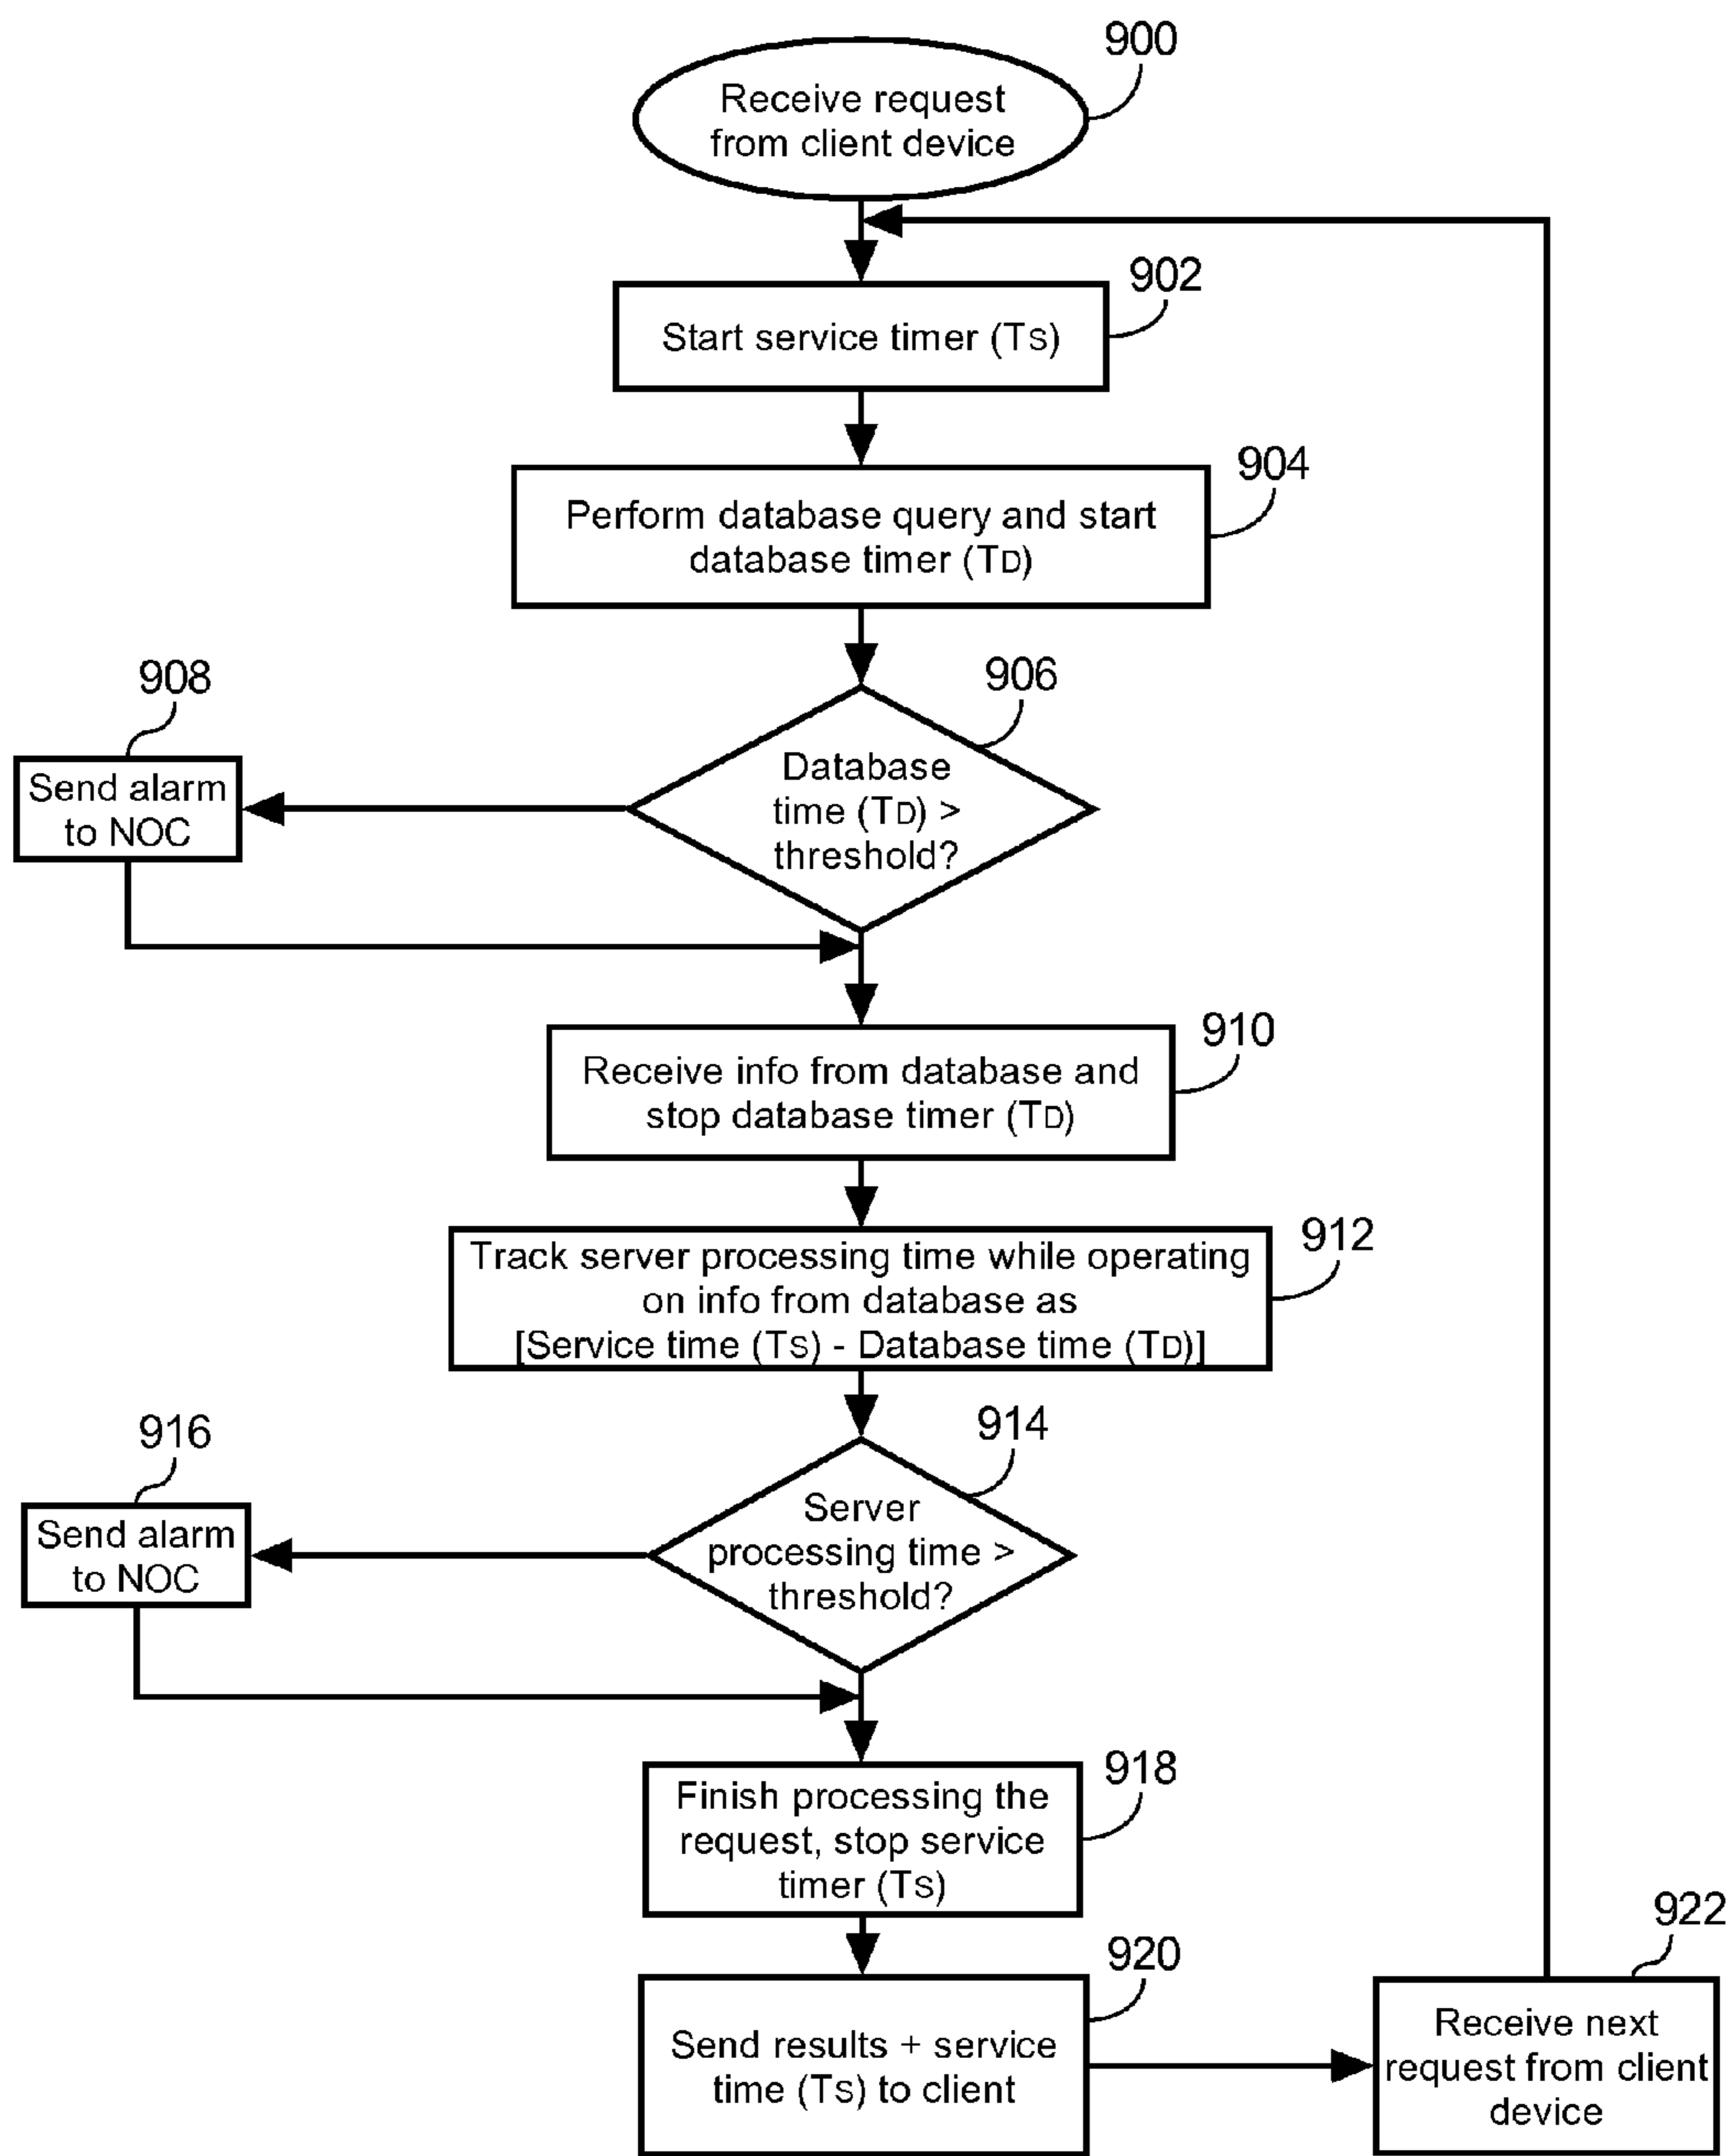 900
Receive request
from client device
902
Start service timer (TS)
904
Perform database query and start
database timer (TD)
906
908
Database
time (TD) >
threshold?
Send alarm
to NOC
910
Receive info from database and
stop database timer (TD)
912
Track server processing time while operating
on info from database as
[Service time (TS) - Database time (TD)]
914
916
Server
processing time >
threshold?
Send alarm
to NOC
918
Finish processing the
request, stop service
timer (TS)
920
Send results + service
time (TS) to client
922
Receive next
request from client
device